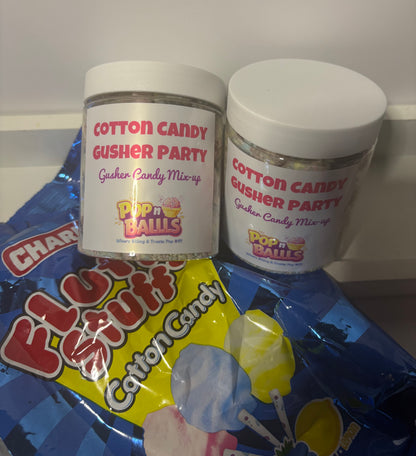 COTTON CANDY
GUSHER PARTY
Gusher Candy Mix-up
POP n
BALLS
COTTON CANDY
GUSHER PARTY
Gusher Candy Mix-up
POP n
BALLS
CHAR
FLUF
STUFF
Cotton Candy